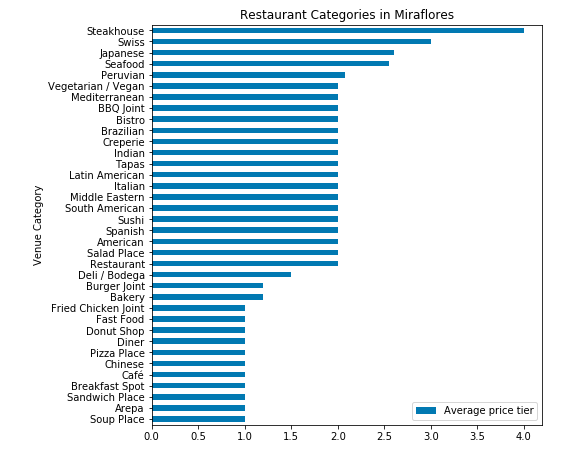 Restaurant Categories in Miraflores
Venue Category
Steakhouse
Swiss
Japanese
Seafood
Peruvian
Vegetarian / Vegan
Mediterranean
BBQ Joint
Bistro
Brazilian
Creperie
Indian
Tapas
Latin American
Italian
Middle Eastern
South American
Sushi
Spanish
American
Salad Place
Restaurant
Deli / Bodega
Burger Joint
Bakery
Fried Chicken Joint
Fast Food
Donut Shop
Diner
Pizza Place
Chinese
Café
Breakfast Spot
Sandwich Place
Arepa
Soup Place
Average price tier
0.0 0.5 1.0 1.5 2.0 2.5 3.0 3.5 4.0